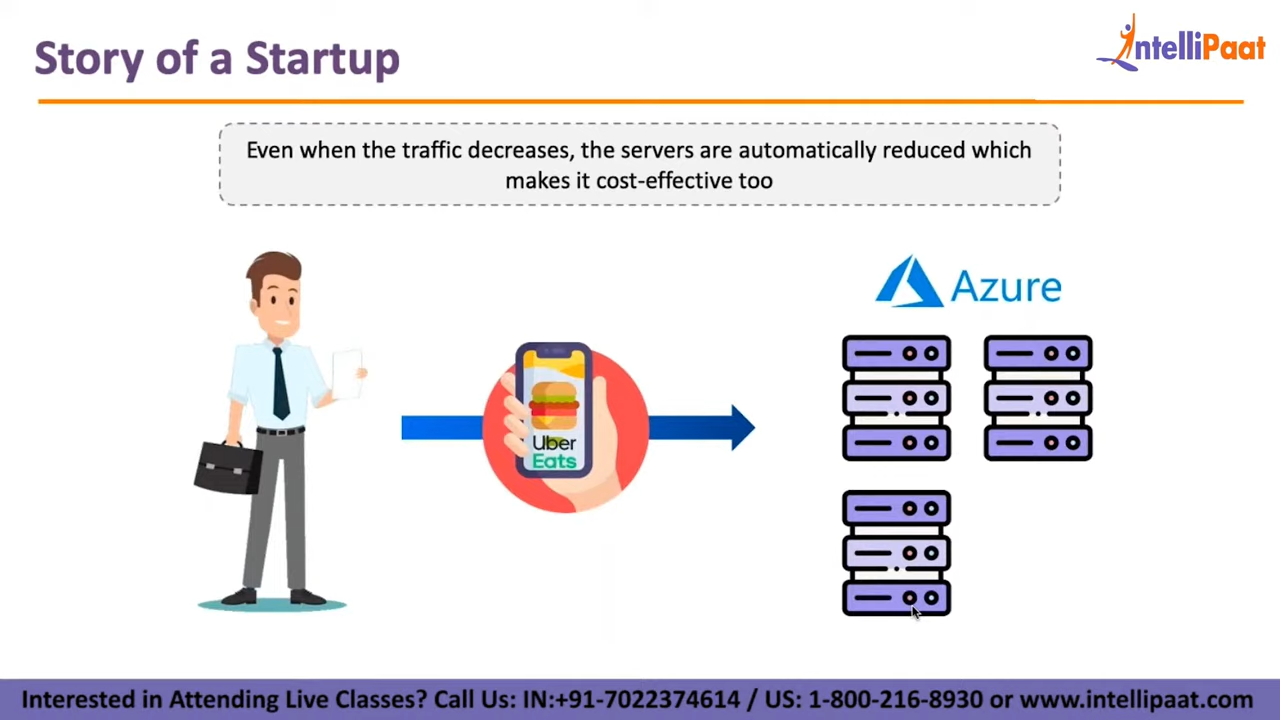 Story of a Startup
IntelliPaat
Even when the traffic decreases, the servers are automatically reduced which
makes it cost-effective too
Azure
Uber
Eats
Interested in Attending Live Classes? Call Us: IN:+91-7022374614 / US: 1-800-216-8930 or www.intellipaat.com